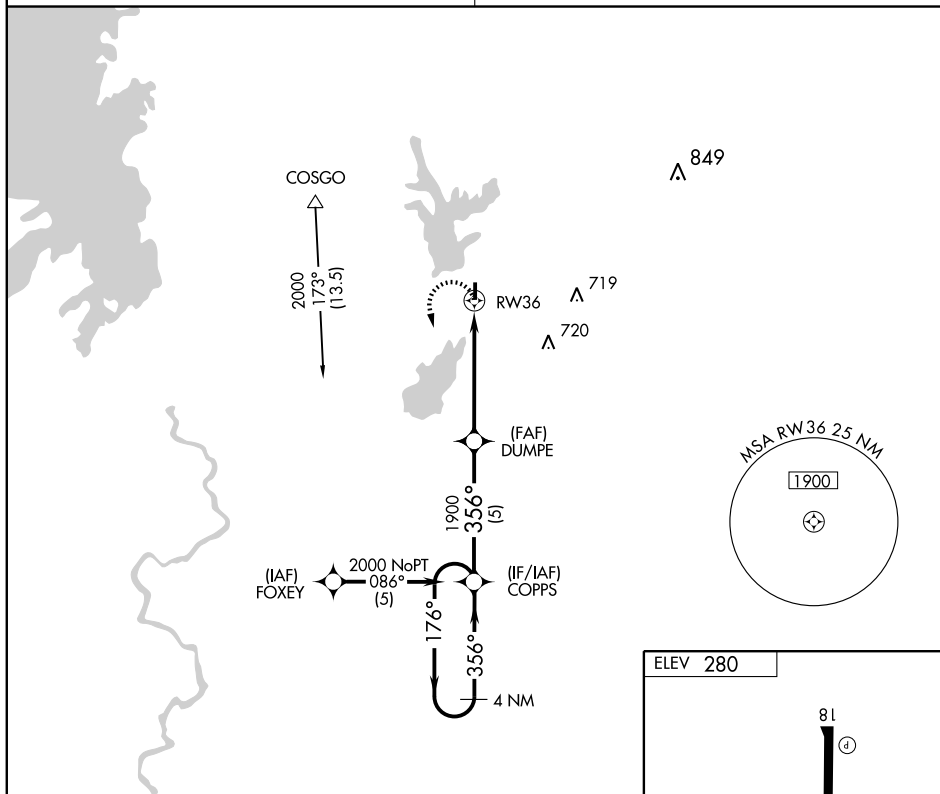 849
COSGO
2000
173°
(13.5)
719
RW36
720
(FAF)
DUMPE
MSA RW36 25 NM
1900
1900
356°
(5)
(IAF)
FOXEY
2000 NoPT
086°
(5)
(IF/IAF)
COPPS
176°
356°
4 NM
ELEV 280
18
P